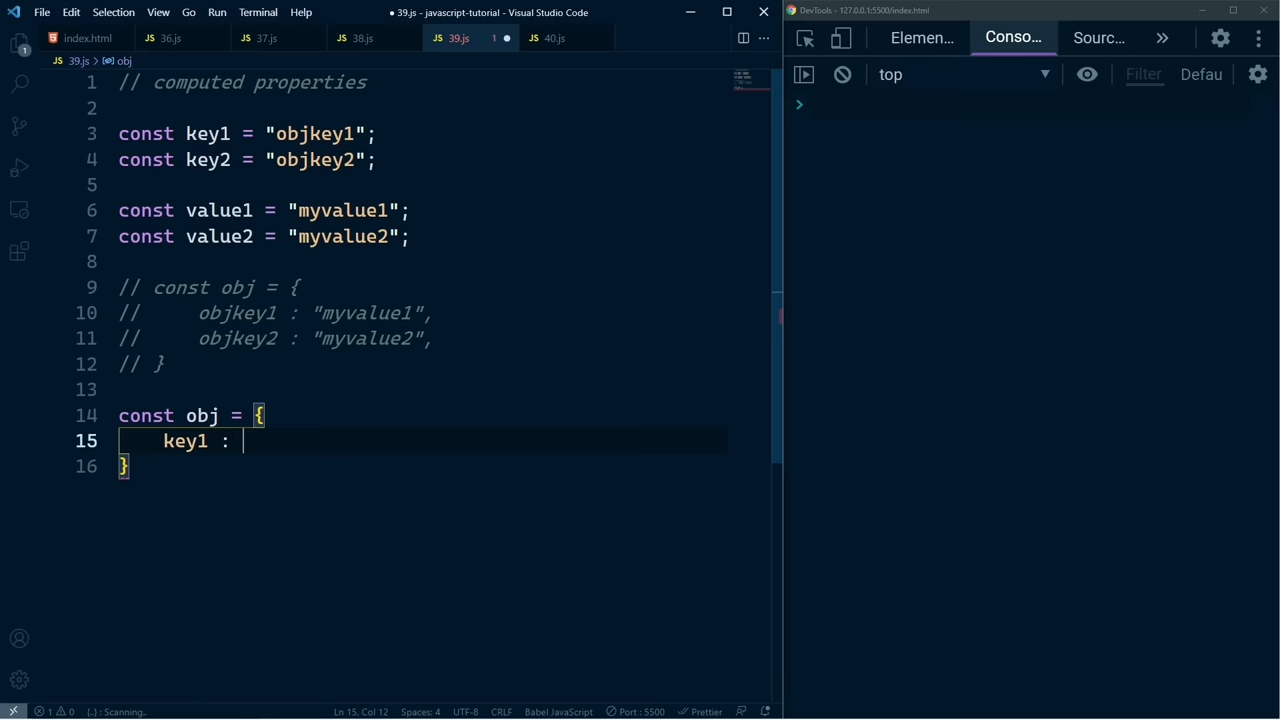 File Edit Selection View Go Run Terminal Help
● 39.js - javascript-tutorial - Visual Studio Code
DevTools - 127.0.0.1:5500/index.html
index.html JS 36.js JS 37.js JS 38.js JS 39.js 1 JS 40.js
Elemen... Conso... Sourc... »
JS 39.js > obj
top Filter Defau
>
1 // computed properties
2
3 const key1 = "objkey1";
4 const key2 = "objkey2";
5
6 const value1 = "myvalue1";
7 const value2 = "myvalue2";
8
9 // const obj = {
10 //     objkey1 : "myvalue1",
11 //     objkey2 : "myvalue2",
12 // }
13
14 const obj = {
15     key1 :
16 }
1
1 0 {..} : Scanning.. Ln 15, Col 12 Spaces: 4 UTF-8 CRLF Babel JavaScript Port : 5500 Prettier